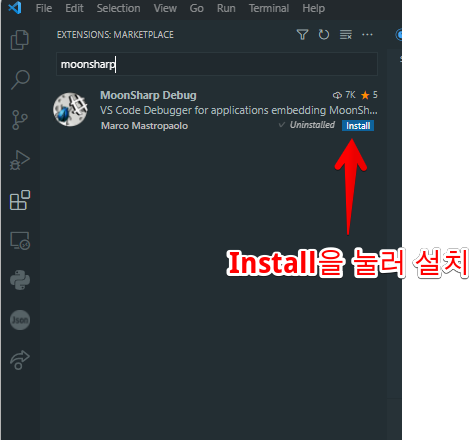 File Edit Selection View Go Run Terminal Help
EXTENSIONS: MARKETPLACE
moonsharp
MoonSharp Debug 7K 5
VS Code Debugger for applications embedding MoonSh...
Marco Mastropaolo Uninstalled Install
Install을 눌러 설치
Json